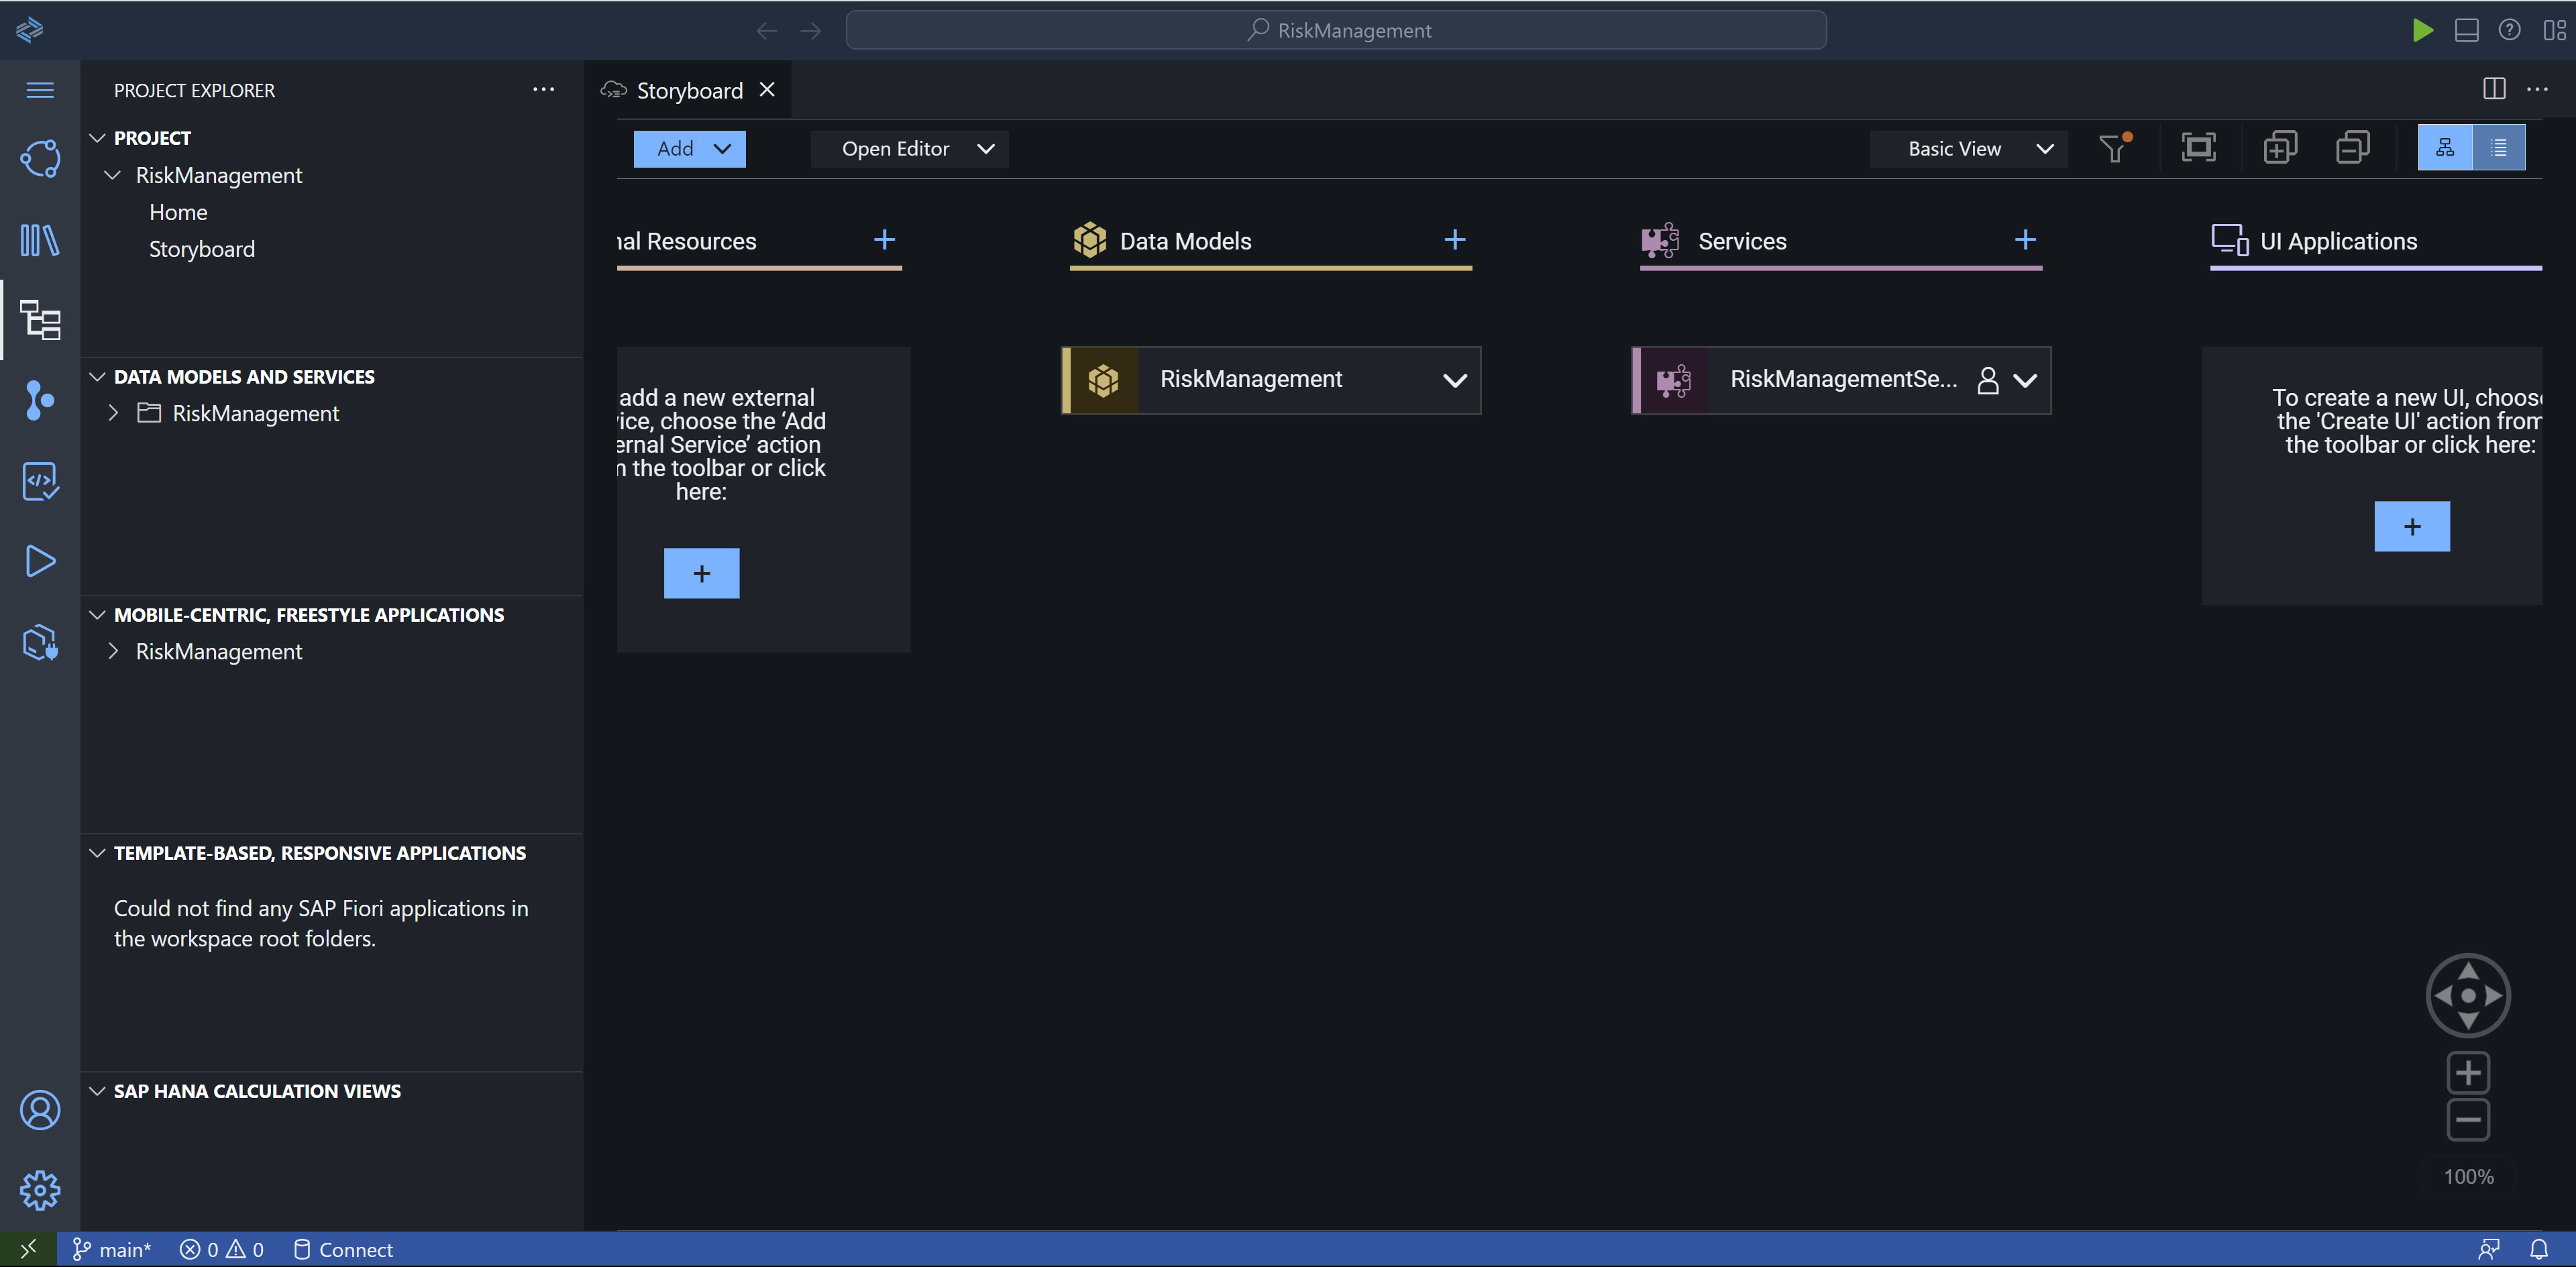 RiskManagement
PROJECT EXPLORER
Storyboard
PROJECT
RiskManagement
Home
Storyboard
DATA MODELS AND SERVICES
RiskManagement
MOBILE-CENTRIC, FREESTYLE APPLICATIONS
RiskManagement
TEMPLATE-BASED, RESPONSIVE APPLICATIONS
Could not find any SAP Fiori applications in
the workspace root folders.
SAP HANA CALCULATION VIEWS
Add
Open Editor
Basic View
nal Resources
Data Models
Services
UI Applications
add a new external
ice, choose the ‘Add
ernal Service’ action
n the toolbar or click
here:
+
RiskManagement
RiskManagementSe...
To create a new UI, choose
the 'Create UI' action from
the toolbar or click here:
+
100%
main*
0
0
Connect